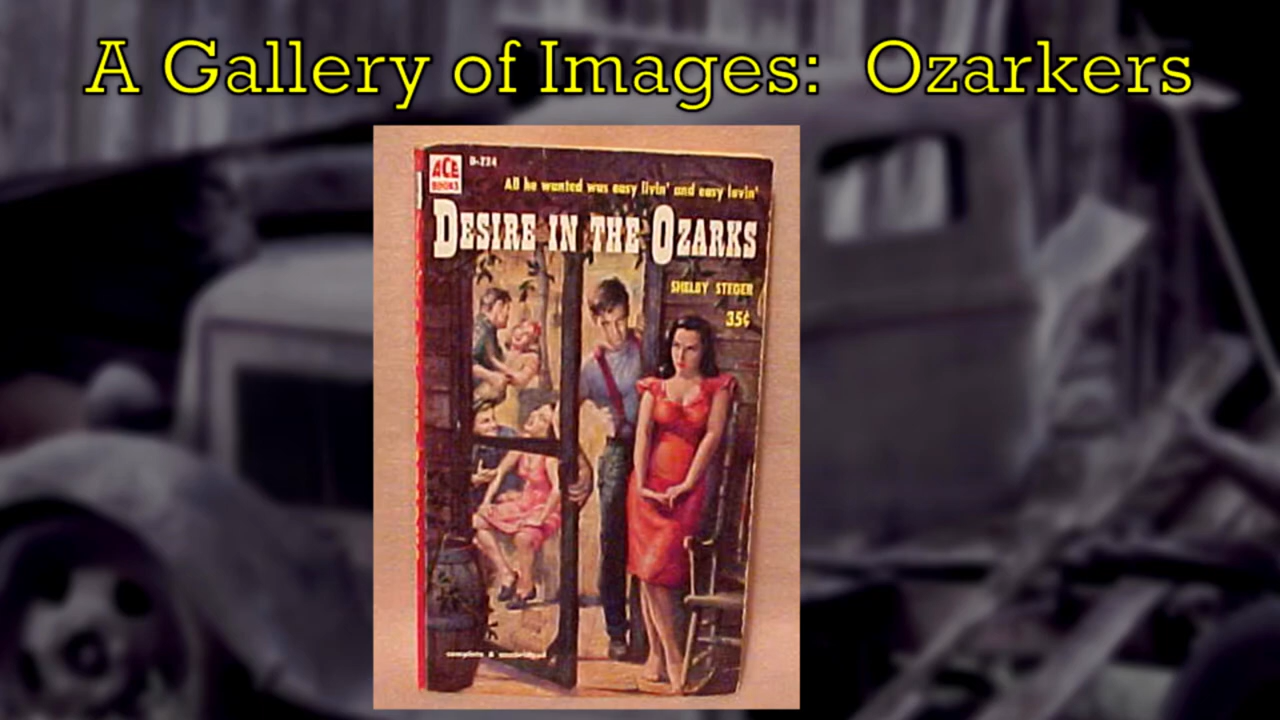 A Gallery of Images: Ozarkers
ACE
BOOKS
D-234
All he wanted was easy livin' and easy lovin'
DESIRE IN THE OZARKS
SHELBY STEGER
35¢
complete & unabridged